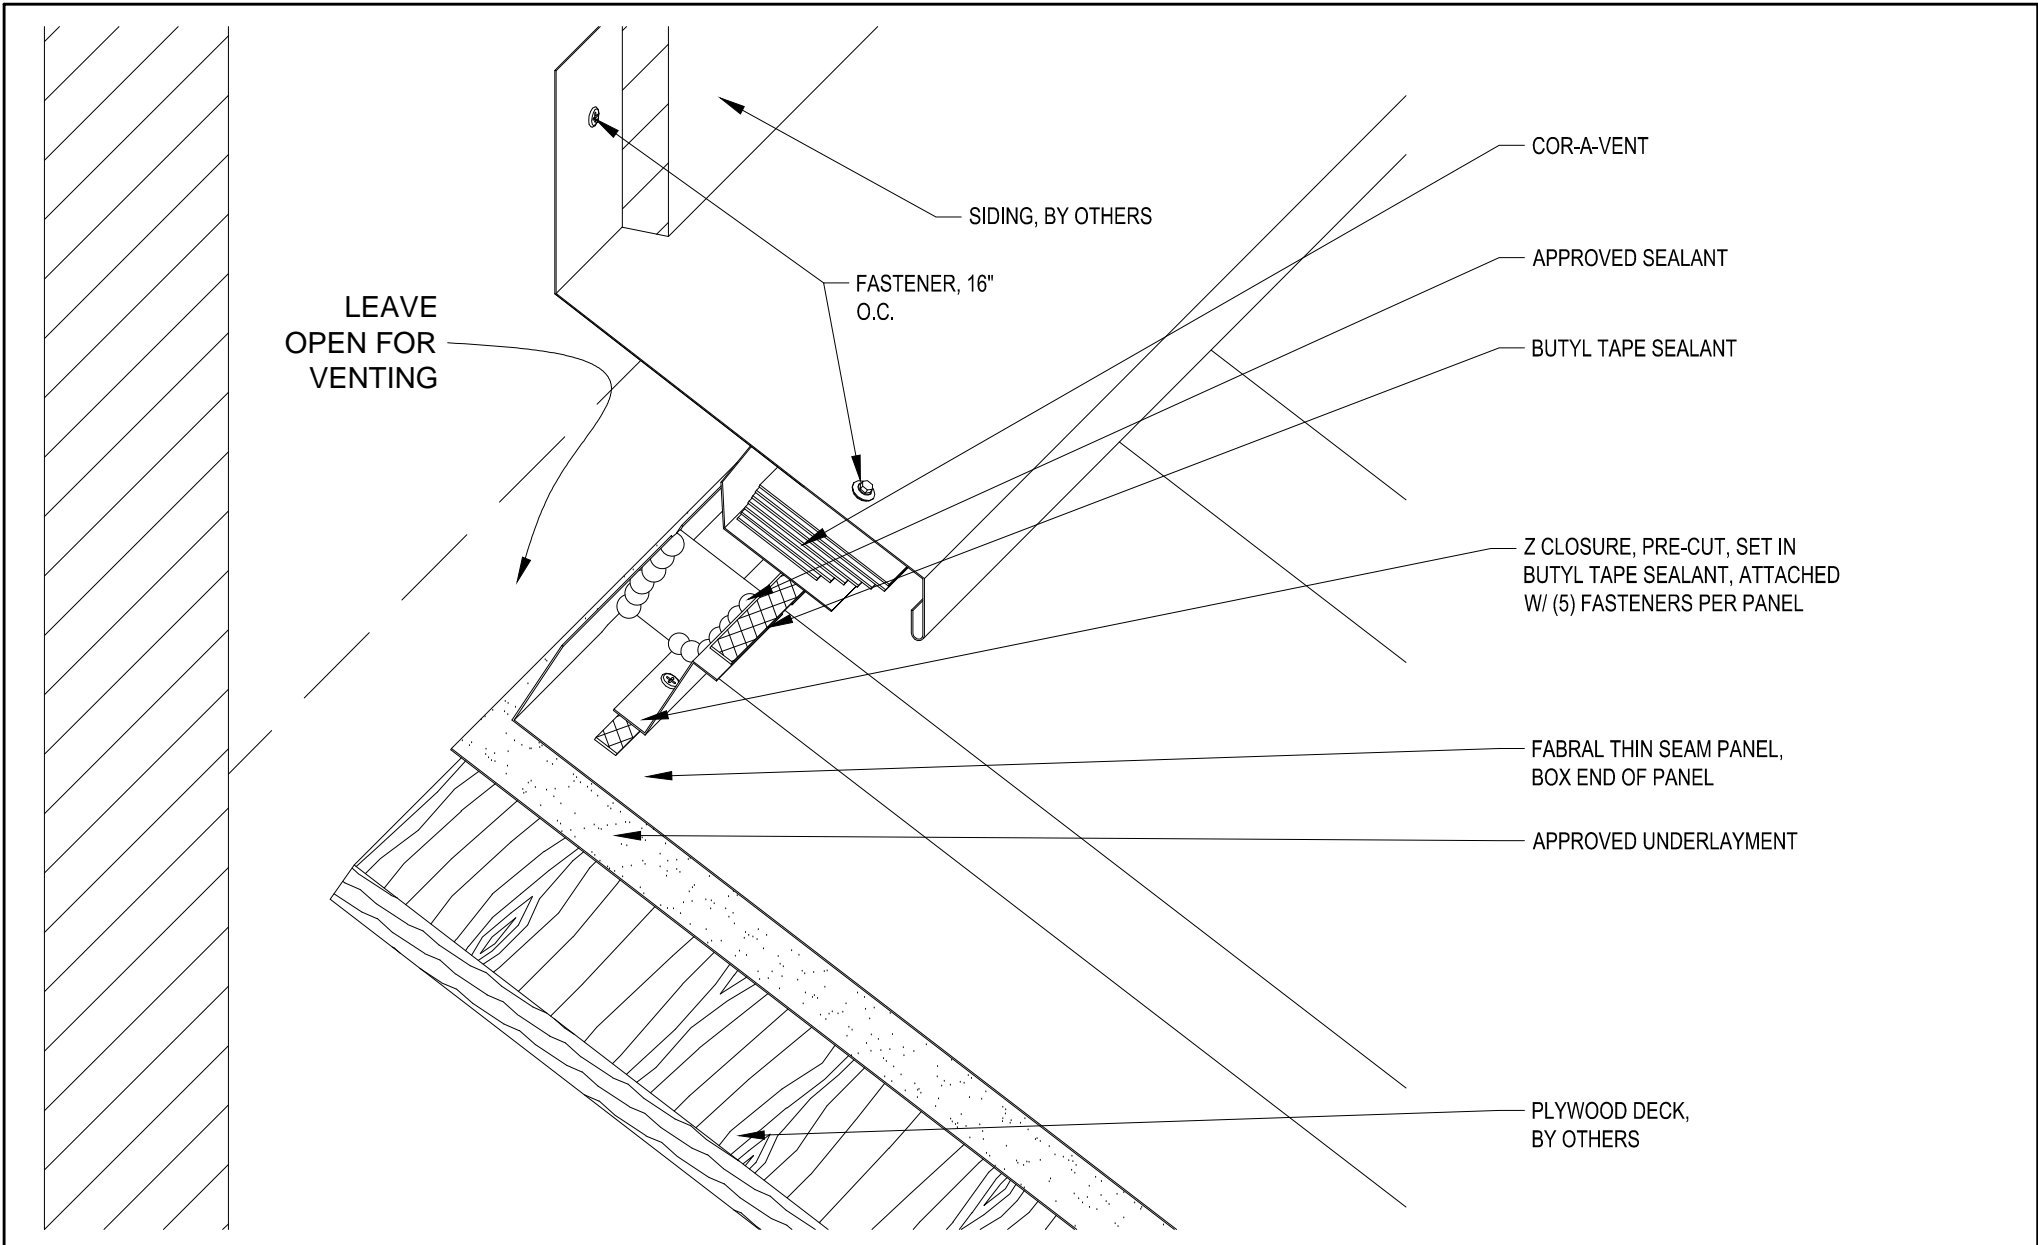 COR-A-VENT
SIDING, BY OTHERS
APPROVED SEALANT
FASTENER, 16"
O.C.
LEAVE
OPEN FOR
VENTING
BUTYL TAPE SEALANT
Z CLOSURE, PRE-CUT, SET IN
BUTYL TAPE SEALANT, ATTACHED
W/ (5) FASTENERS PER PANEL
FABRAL THIN SEAM PANEL,
BOX END OF PANEL
APPROVED UNDERLAYMENT
PLYWOOD DECK,
BY OTHERS